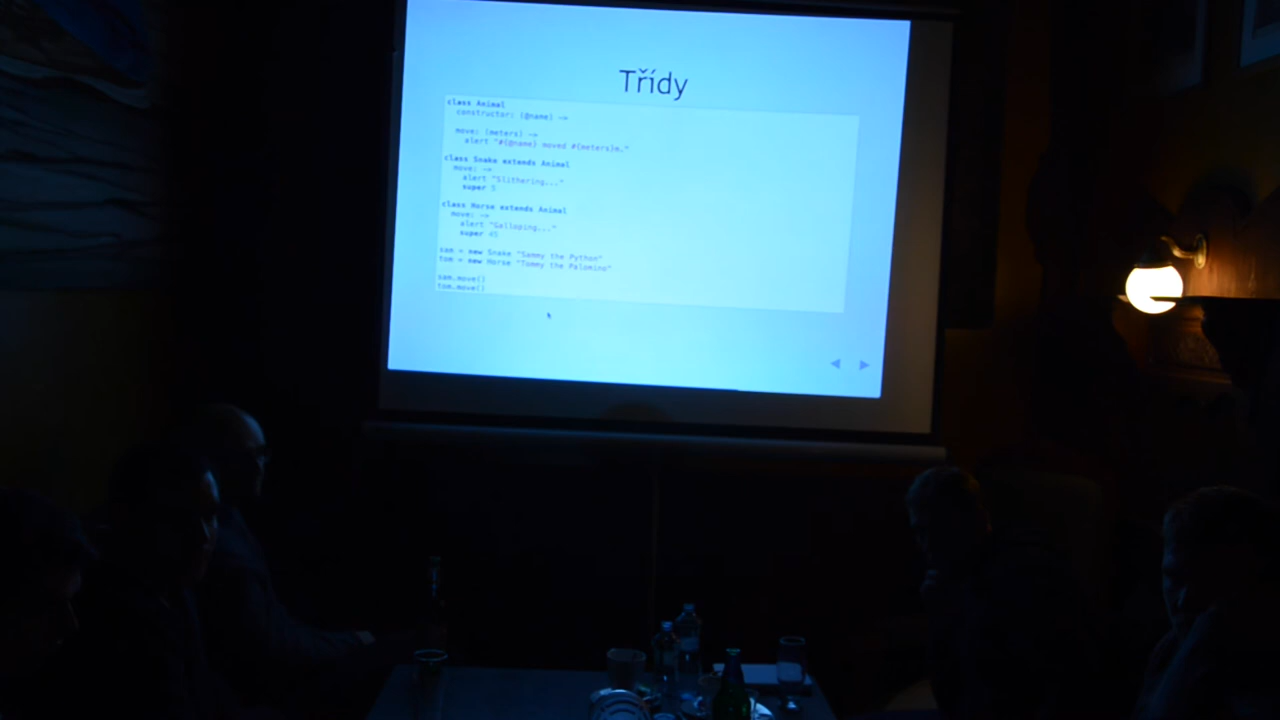 Třídy
class Animal
constructor: (@name) ->
move: (meters) ->
alert "#{@name} moved #{meters}m."
class Snake extends Animal
move: ->
alert "Slithering..."
super 5
class Horse extends Animal
move: ->
alert "Galloping..."
super 45
sam = new Snake "Sammy the Python"
tom = new Horse "Tommy the Palomino"
sam.move()
tom.move()